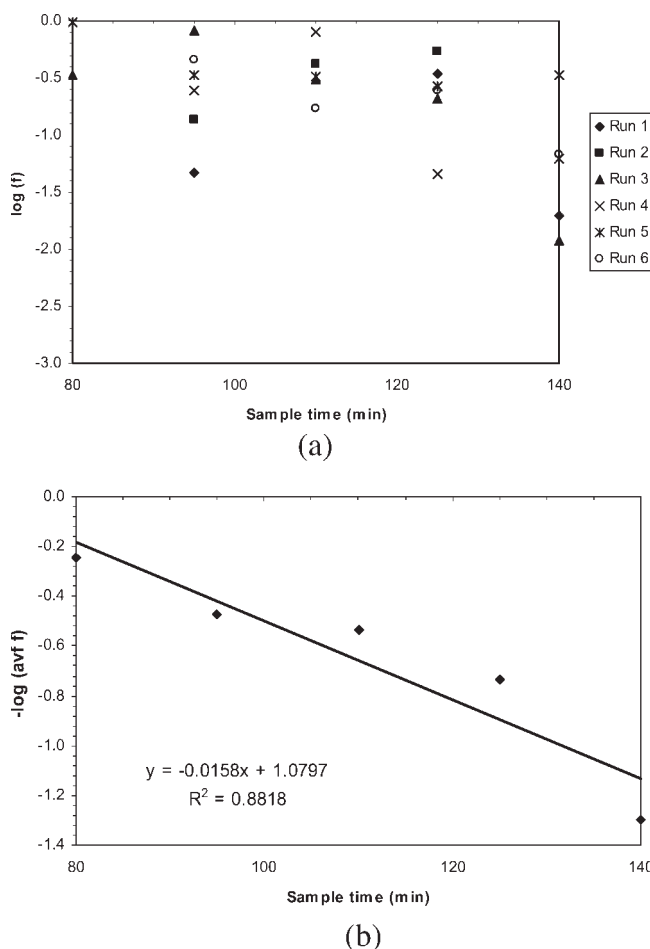 0.0
-0.5
-1.0
-1.5
-2.0
-2.5
-3.0
log (f)
80 100 120 140
Sample time (min)
Run 1
Run 2
Run 3
Run 4
Run 5
Run 6
(a)
0.0
-0.2
-0.4
-0.6
-0.8
-1.0
-1.2
-1.4
-log (avf f)
y = -0.0158x + 1.0797
R² = 0.8818
80 100 120 140
Sample time (min)
(b)